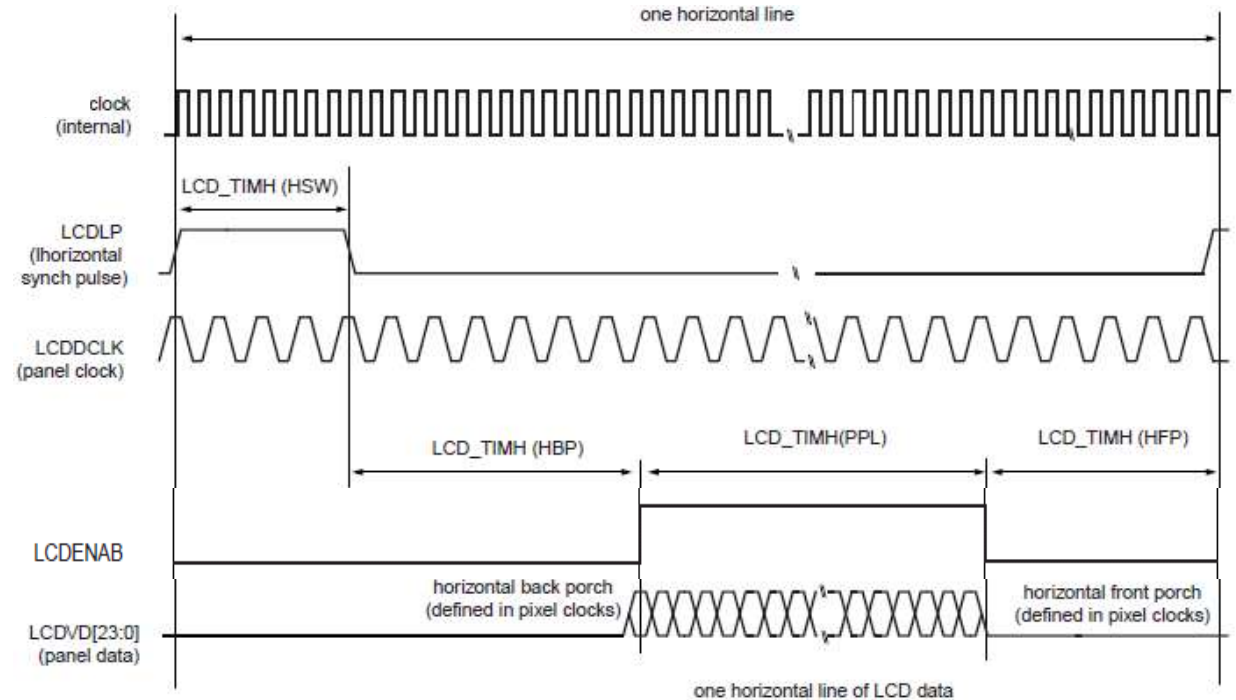 one horizontal line
clock
(internal)
LCD_TIMH (HSW)
LCDLP
(lhorizontal
synch pulse)
LCDDCLK
(panel clock)
LCD_TIMH (HBP)
LCD_TIMH(PPL)
LCD_TIMH (HFP)
LCDENAB
horizontal back porch
(defined in pixel clocks)
horizontal front porch
(defined in pixel clocks)
LCDVD[23:0]
(panel data)
one horizontal line of LCD data